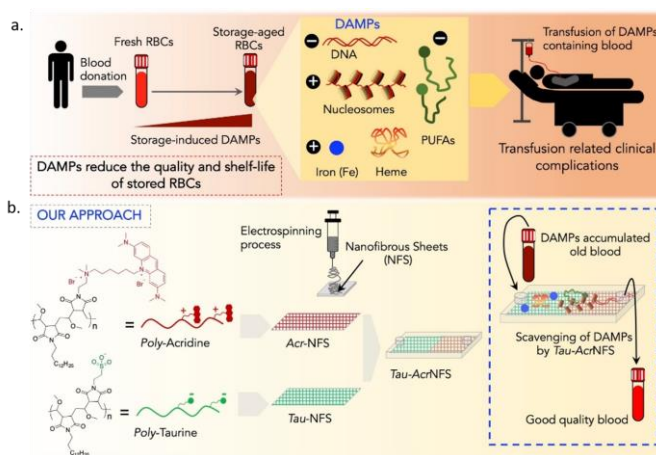 a.
Fresh RBCs
Storage-aged
RBCs
Blood
donation
Storage-induced DAMPs
DAMPs reduce the quality and shelf-life
of stored RBCs
DAMPs
DNA
Nucleosomes
PUFAs
Iron (Fe)
Heme
Transfusion of DAMPs
containing blood
Transfusion related clinical
complications
b.
OUR APPROACH
Electrospinning
process
Nanofibrous Sheets
(NFS)
Br⁻
Br⁻
N
N
N
N
O
O
O
O
O
O
n
C₁₂H₂₅
=
Poly-Acridine
Acr-NFS
Tau-AcrNFS
n
=
Poly-Taurine
Tau-NFS
DAMPs accumulated
old blood
Scavenging of DAMPs
by Tau-AcrNFS
Good quality blood